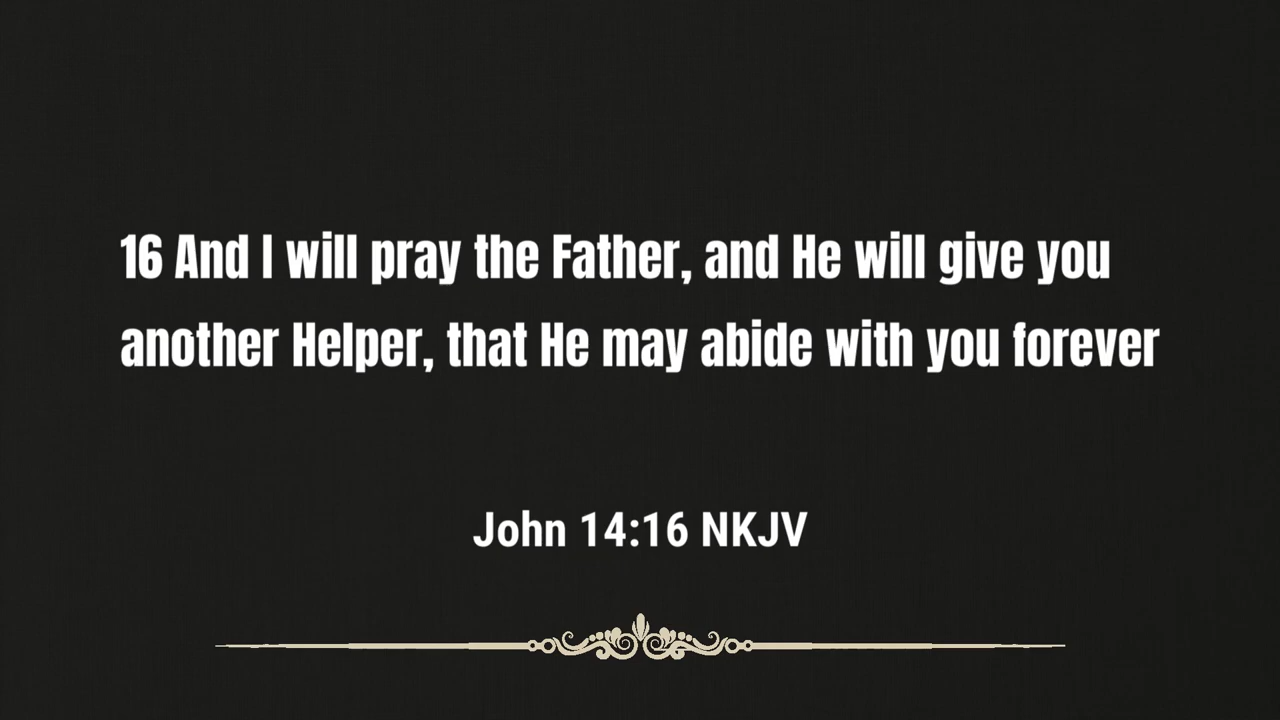 16 And I will pray the Father, and He will give you
another Helper, that He may abide with you forever
John 14:16 NKJV